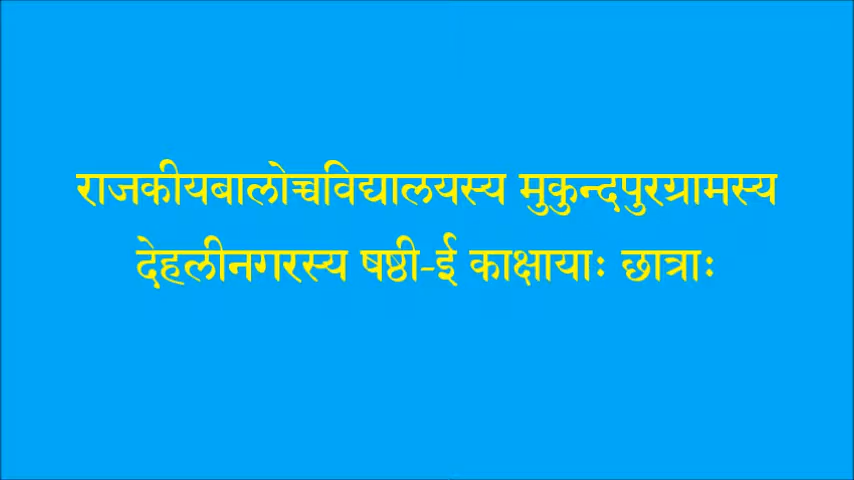 राजकीयबालोच्चविद्यालयस्य मुकुन्दपुरग्रामस्य
देहलीनगरस्य षष्ठी-ई काक्षायाः छात्राः